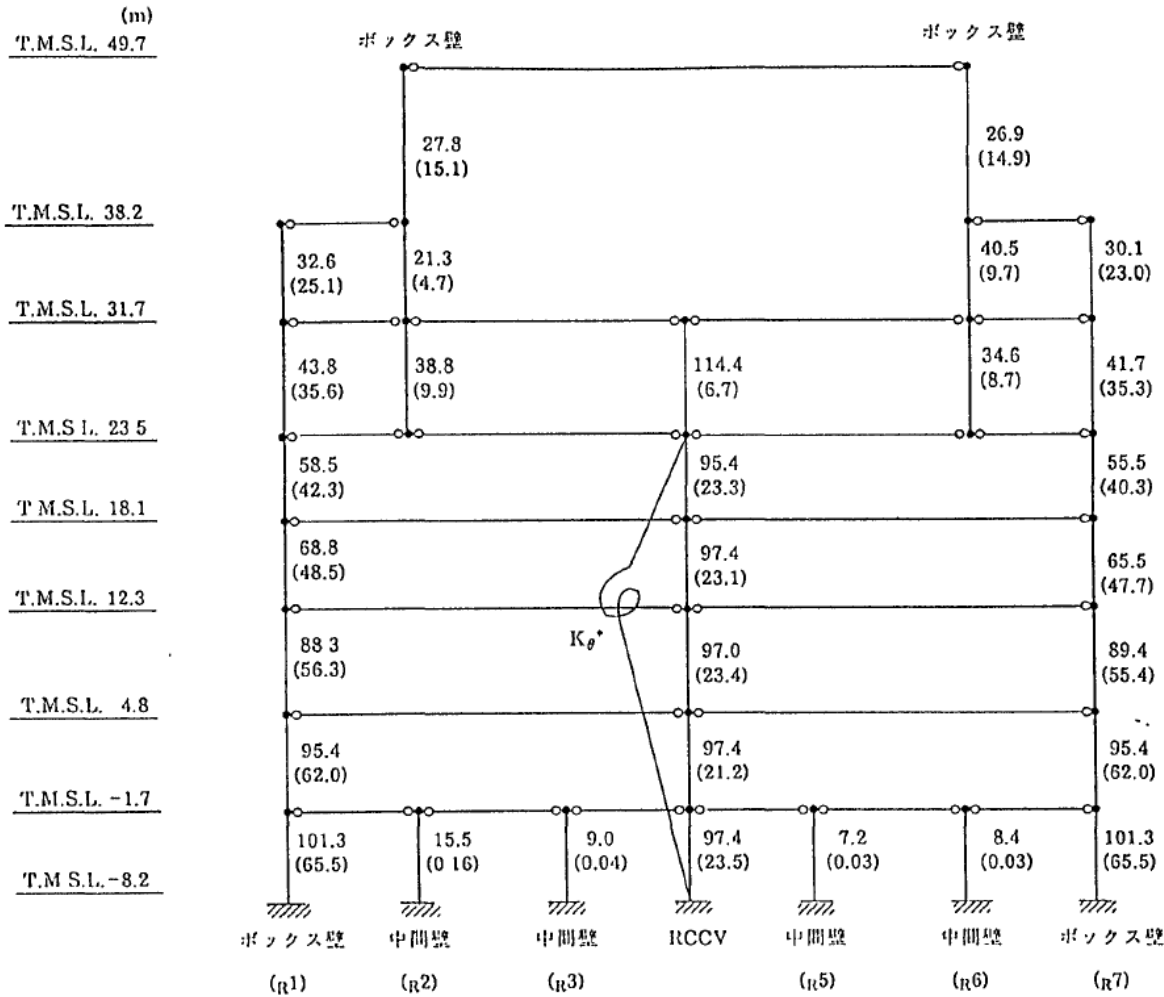 (m)
T.M.S.L. 49.7
ボックス壁
ボックス壁
27.8
(15.1)
26.9
(14.9)
T.M.S.L. 38.2
32.6
(25.1)
21.3
(4.7)
40.5
(9.7)
30.1
(23.0)
T.M.S.L. 31.7
43.8
(35.6)
38.8
(9.9)
114.4
(6.7)
34.6
(8.7)
41.7
(35.3)
T.M.S L. 23 5
58.5
(42.3)
95.4
(23.3)
55.5
(40.3)
T.M.S.L. 18.1
68.8
(48.5)
97.4
(23.1)
65.5
(47.7)
T.M.S.L. 12.3
Kθ*
88 3
(56.3)
97.0
(23.4)
89.4
(55.4)
T.M.S.L. 4.8
95.4
(62.0)
97.4
(21.2)
95.4
(62.0)
T.M.S.L. -1.7
101.3
(65.5)
15.5
(0 16)
9.0
(0.04)
97.4
(23.5)
7.2
(0.03)
8.4
(0.03)
101.3
(65.5)
T.M S.L. -8.2
ボックス壁
中間壁
中間壁
RCCV
中間壁
中間壁
ボックス壁
(R1)
(R2)
(R3)
(R5)
(R6)
(R7)